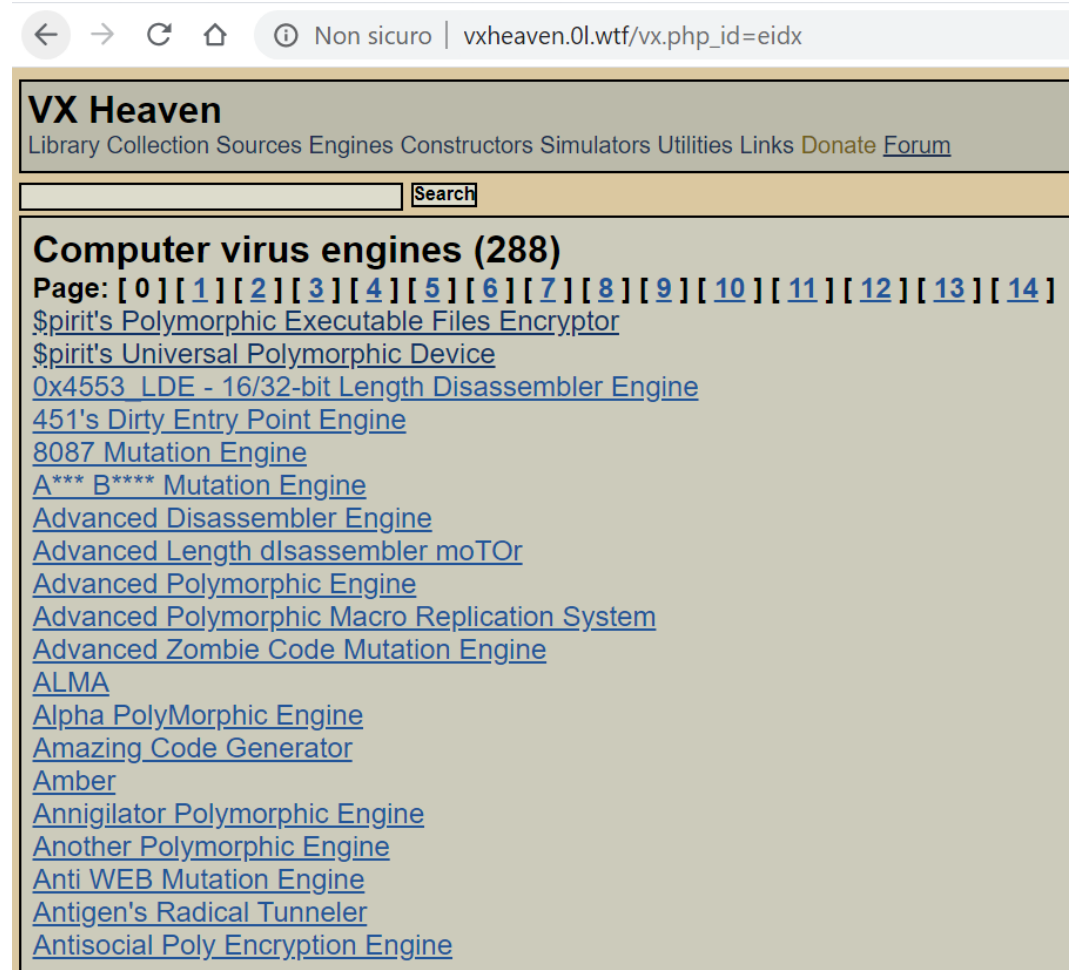 Non sicuro | vxheaven.0l.wtf/vx.php_id=eidx
VX Heaven
Library Collection Sources Engines Constructors Simulators Utilities Links Donate Forum
Search
Computer virus engines (288)
Page: [ 0 ] [ 1 ] [ 2 ] [ 3 ] [ 4 ] [ 5 ] [ 6 ] [ 7 ] [ 8 ] [ 9 ] [ 10 ] [ 11 ] [ 12 ] [ 13 ] [ 14 ]
$pirit's Polymorphic Executable Files Encryptor
$pirit's Universal Polymorphic Device
0x4553_LDE - 16/32-bit Length Disassembler Engine
451's Dirty Entry Point Engine
8087 Mutation Engine
A*** B**** Mutation Engine
Advanced Disassembler Engine
Advanced Length dIsassembler moTOr
Advanced Polymorphic Engine
Advanced Polymorphic Macro Replication System
Advanced Zombie Code Mutation Engine
ALMA
Alpha PolyMorphic Engine
Amazing Code Generator
Amber
Annigilator Polymorphic Engine
Another Polymorphic Engine
Anti WEB Mutation Engine
Antigen's Radical Tunneler
Antisocial Poly Encryption Engine